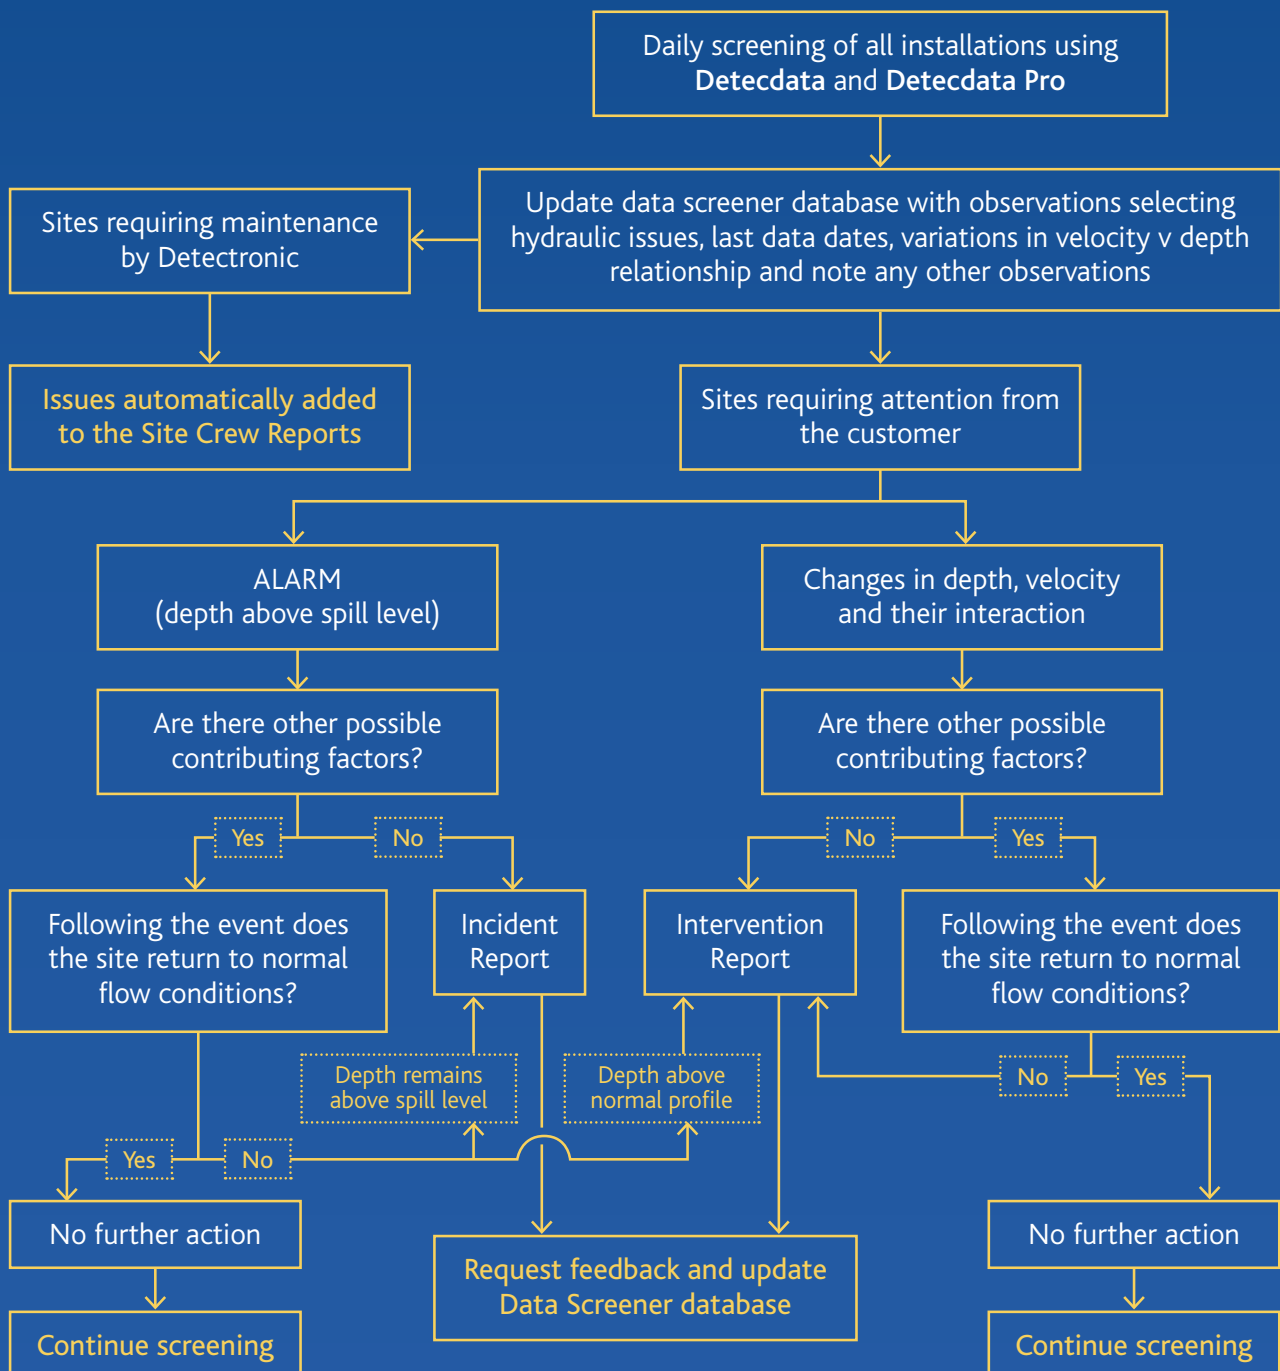 Daily screening of all installations using
Detecdata and Detecdata Pro
Update data screener database with observations selecting
hydraulic issues, last data dates, variations in velocity v depth
relationship and note any other observations
Sites requiring maintenance
by Detectronic
Issues automatically added
to the Site Crew Reports
Sites requiring attention from
the customer
ALARM
(depth above spill level)
Changes in depth, velocity
and their interaction
Are there other possible
contributing factors?
Are there other possible
contributing factors?
Yes
No
No
Yes
Following the event does
the site return to normal
flow conditions?
Incident
Report
Intervention
Report
Following the event does
the site return to normal
flow conditions?
Depth remains
above spill level
Depth above
normal profile
No
Yes
Yes
No
No further action
Request feedback and update
Data Screener database
No further action
Continue screening
Continue screening